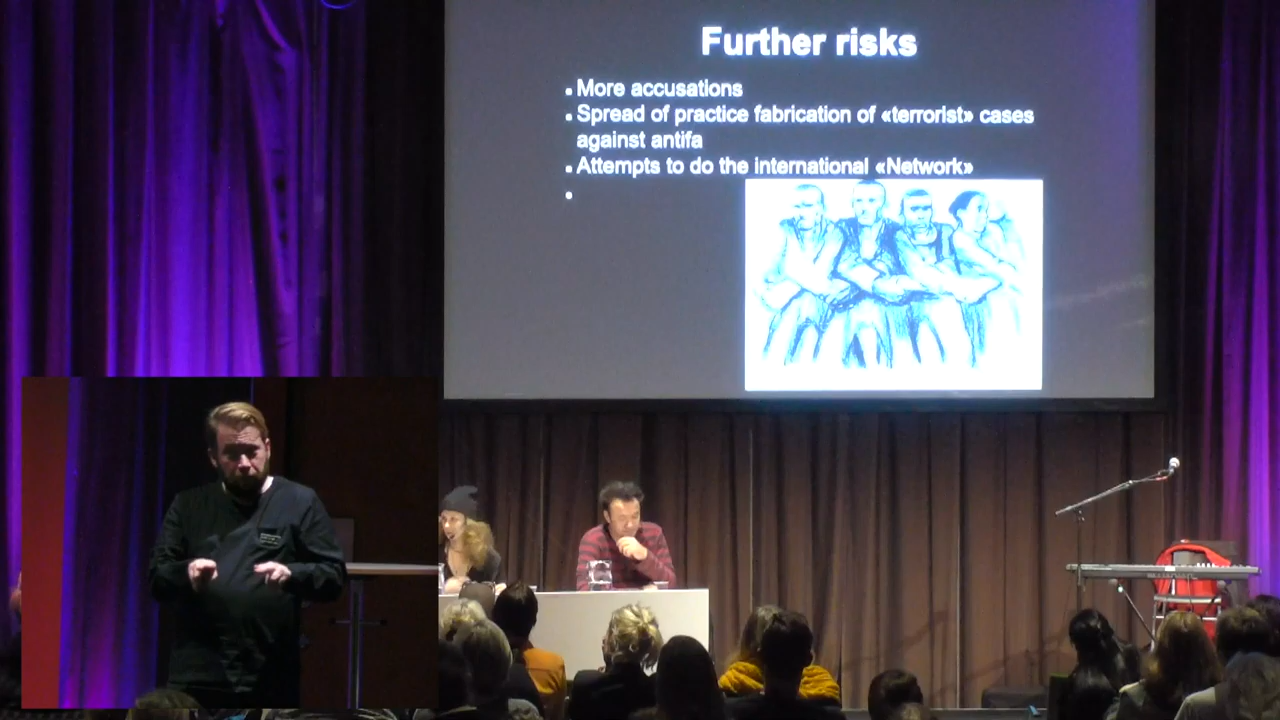 Further risks
More accusations
Spread of practice fabrication of «terrorist» cases
against antifa
Attempts to do the international «Network»